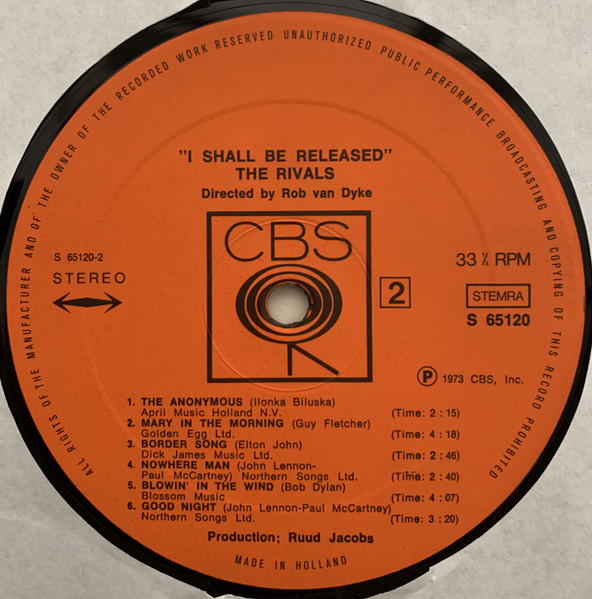 ALL RIGHTS OF THE MANUFACTURER AND OF THE OWNER OF THE RECORDED WORK RESERVED UNAUTHORIZED PUBLIC PERFORMANCE BROADCASTING AND COPYING OF THIS RECORD PROHIBITED
"I SHALL BE RELEASED"
THE RIVALS
Directed by Rob van Dyke
CBS
S 65120-2
STEREO
2
33 ⅓ RPM
STEMRA
S 65120
Ⓟ 1973 CBS, Inc.
1. THE ANONYMOUS (Ilonka Biluska)
April Music Holland N.V. (Time: 2 : 15)
2. MARY IN THE MORNING (Guy Fletcher)
Golden Egg Ltd. (Time: 4 : 18)
3. BORDER SONG (Elton John)
Dick James Music Ltd. (Time: 2 : 46)
4. NOWHERE MAN (John Lennon-
Paul McCartney) Northern Songs Ltd. (Time: 2 : 40)
5. BLOWIN' IN THE WIND (Bob Dylan)
Blossom Music (Time: 4 : 07)
6. GOOD NIGHT (John Lennon-Paul McCartney)
Northern Songs Ltd. (Time: 3 : 20)
Production: Ruud Jacobs
MADE IN HOLLAND